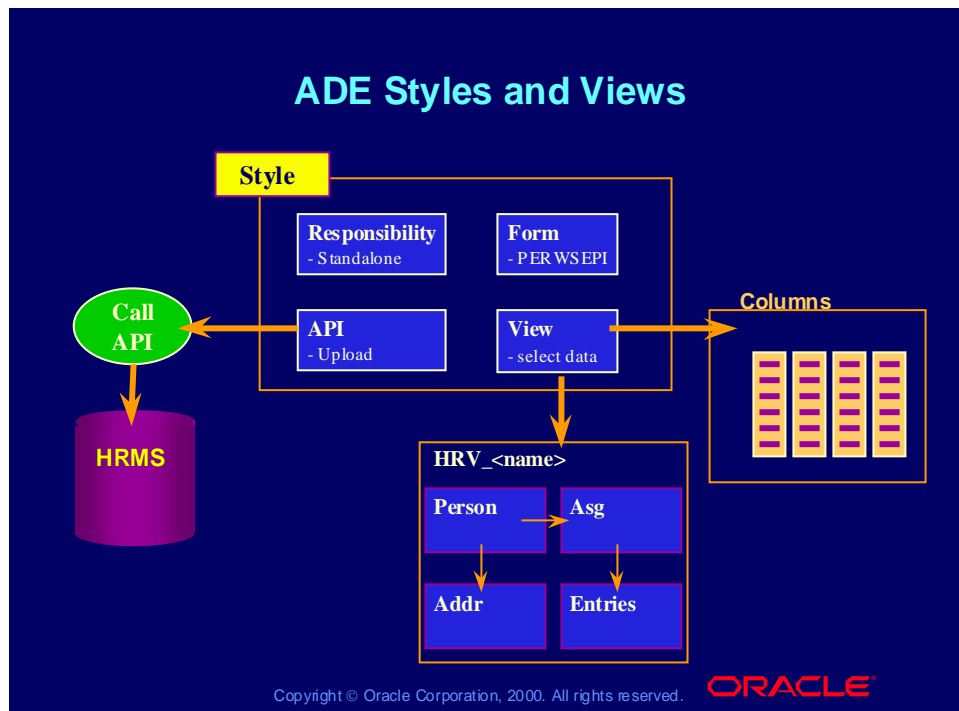 ADE Styles and Views
Style
Responsibility
- Standalone
Form
- PERWSEPI
Call
API
API
- Upload
View
- select data
Columns
HRMS
HRV_<name>
Person
Asg
Addr
Entries
Copyright © Oracle Corporation, 2000. All rights reserved.
ORACLE®